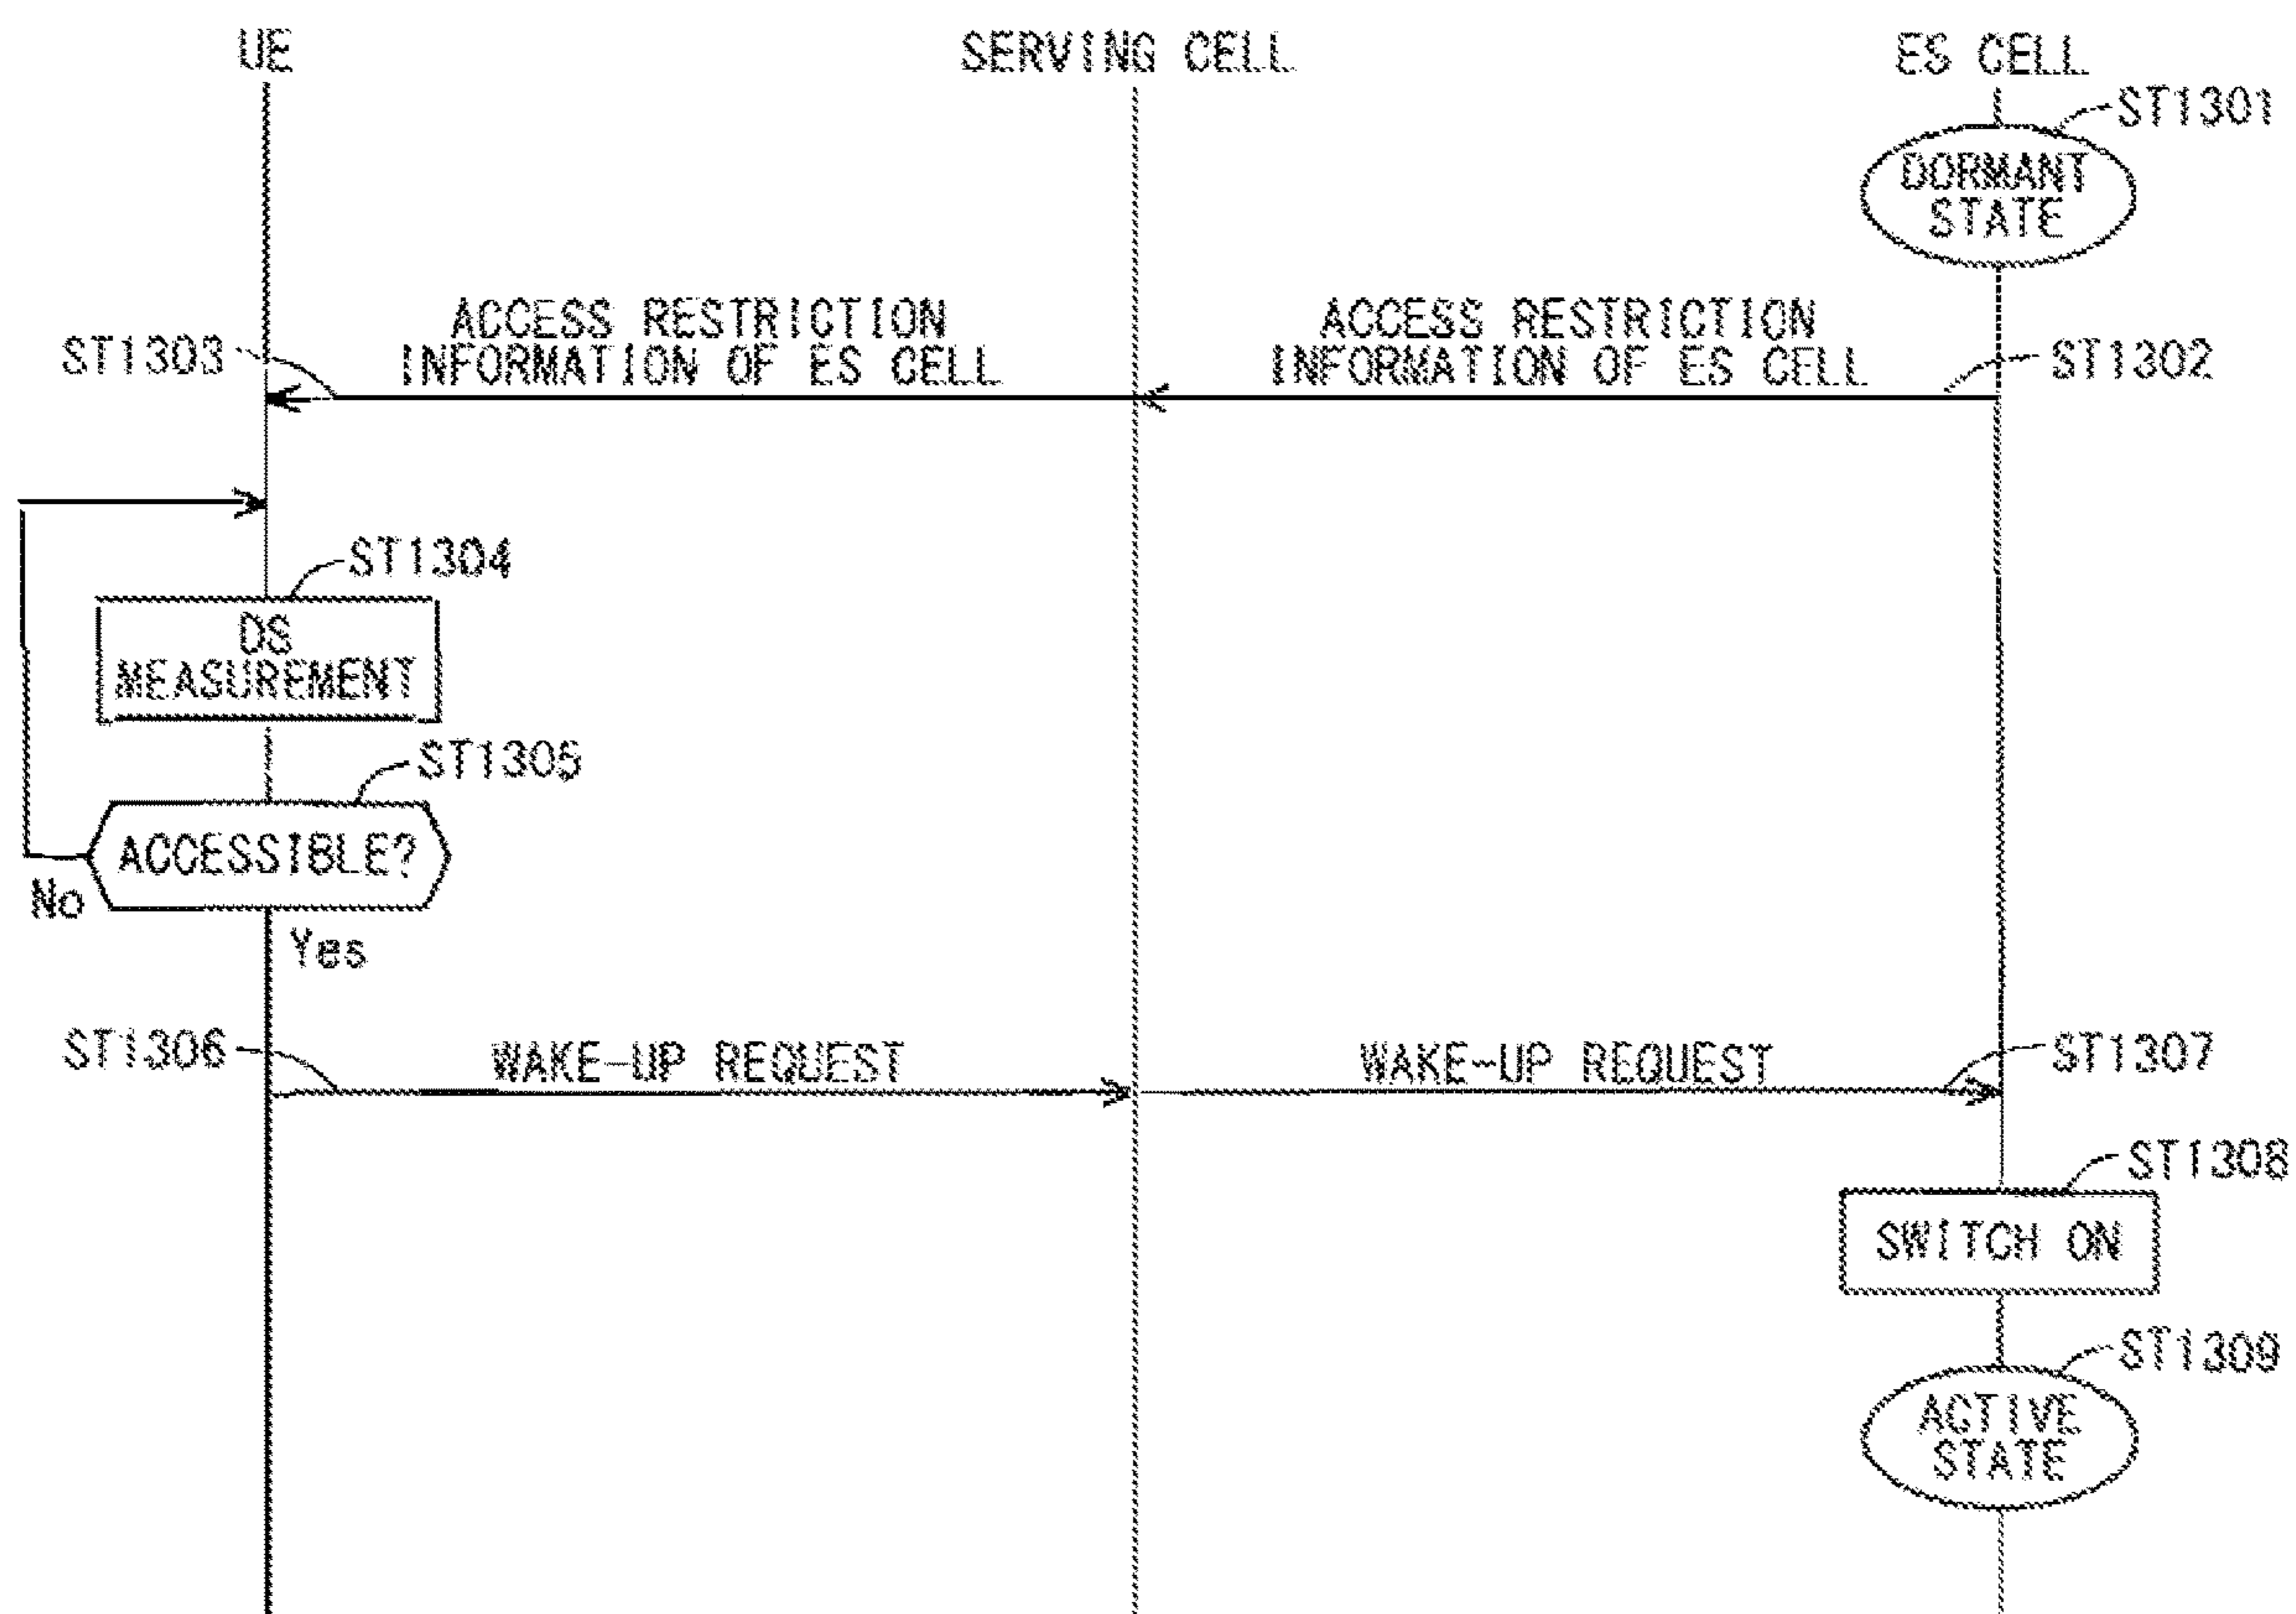 UE
SERVING CELL
ES CELL
ST1301
DORMANT
STATE
ACCESS RESTRICTION
INFORMATION OF ES CELL
ACCESS RESTRICTION
INFORMATION OF ES CELL
ST1303
ST1302
ST1304
DS
MEASUREMENT
ST1305
ACCESSIBLE?
No
Yes
ST1306
WAKE-UP REQUEST
WAKE-UP REQUEST
ST1307
ST1308
SWITCH ON
ST1309
ACTIVE
STATE